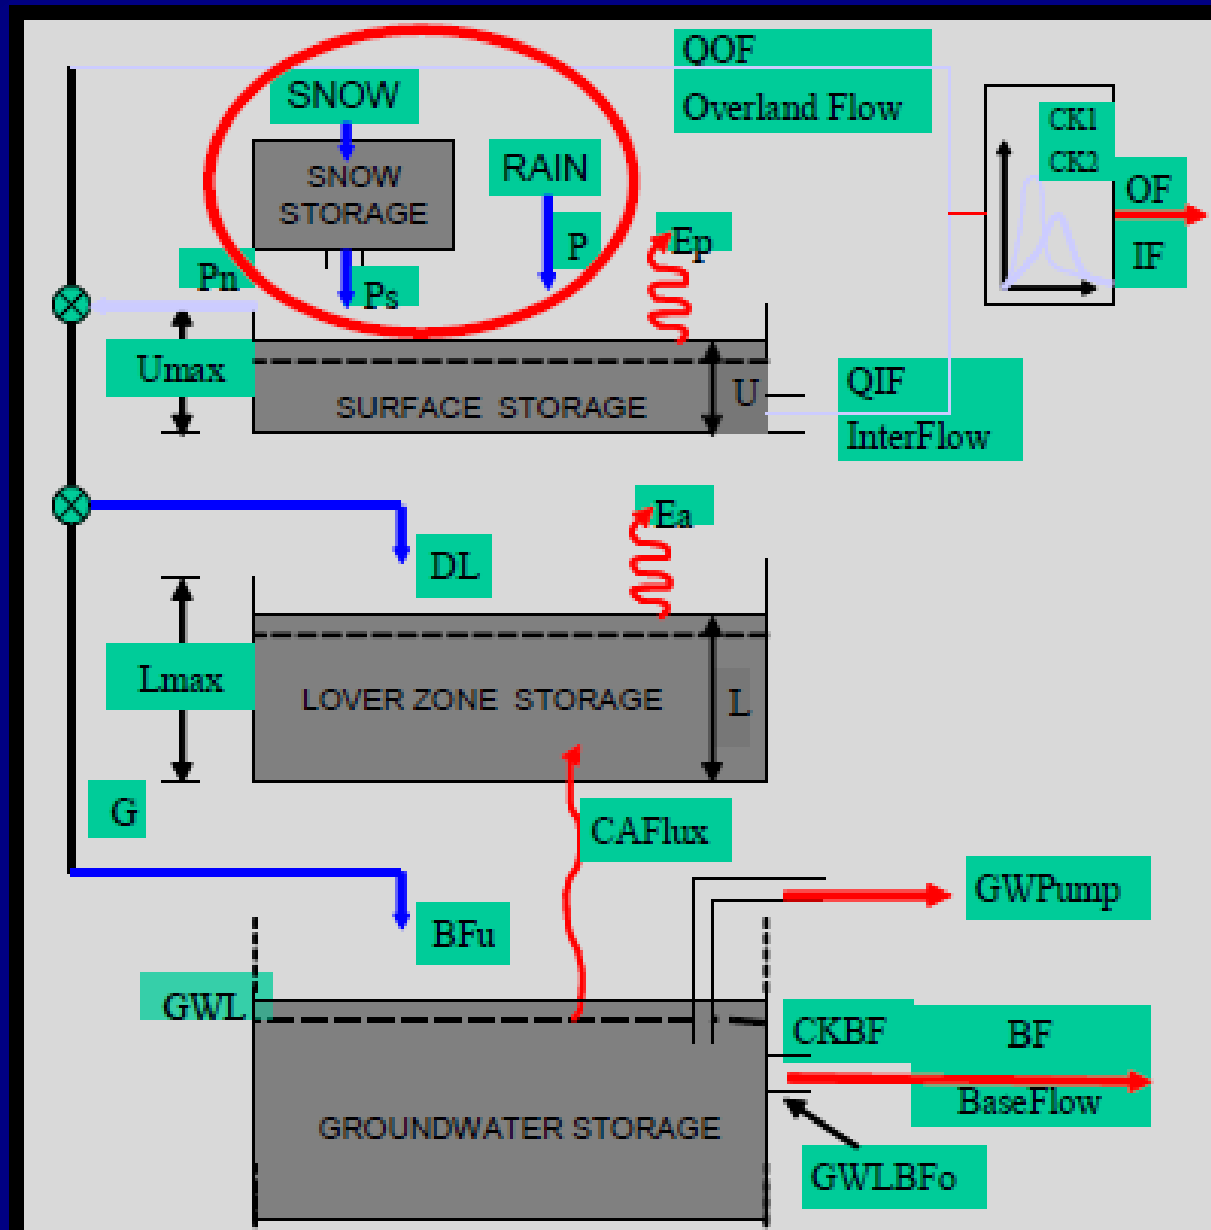 QOF
Overland Flow
SNOW
SNOW
STORAGE
RAIN
CK1
CK2
OF
IF
P
Ep
Pn
Ps
Umax
U
SURFACE STORAGE
QIF
InterFlow
Ea
DL
Lmax
LOVER ZONE STORAGE
L
G
CAFlux
GWPump
BFu
GWL
CKBF
BF
BaseFlow
GROUNDWATER STORAGE
GWLBFo